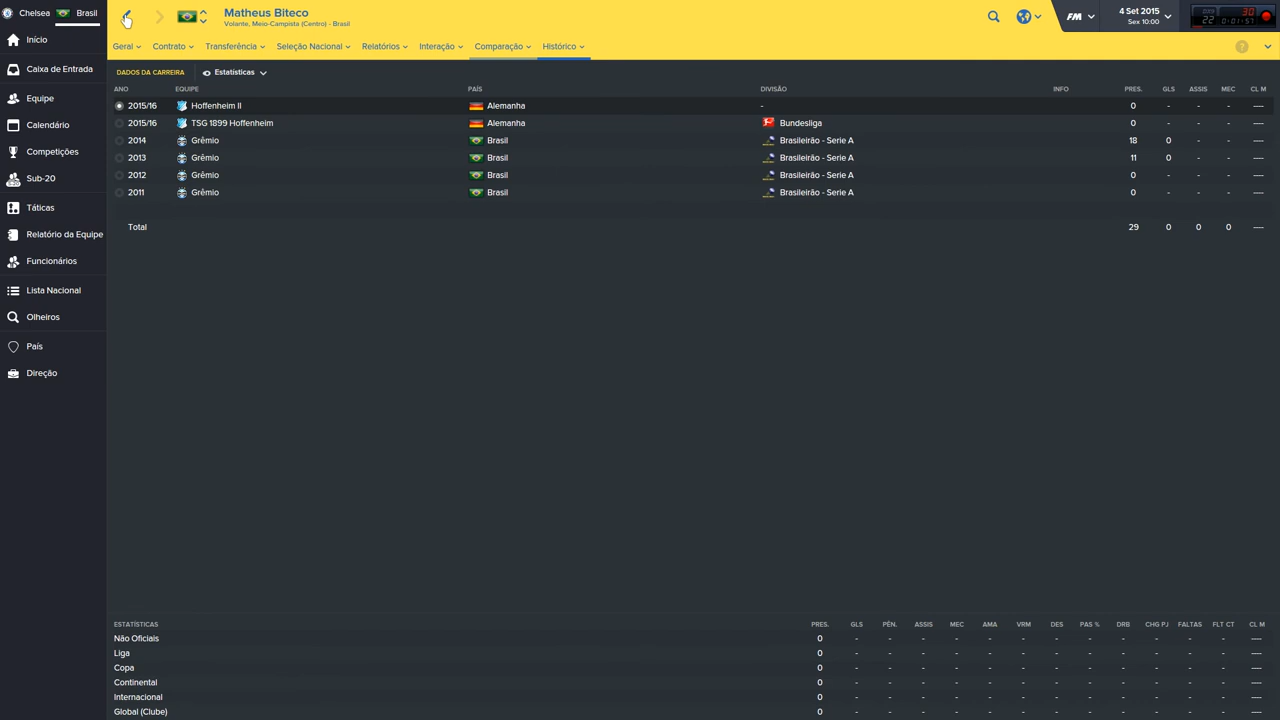 Chelsea Brasil
Matheus Biteco
Volante, Meio-Campista (Centro) - Brasil
FM
4 Set 2015
Sex 10:00
22
30
0:01:57
Geral Contrato Transferência Seleção Nacional Relatórios Interação Comparação Histórico
?
Início
Caixa de Entrada
Equipe
Calendário
Competições
Sub-20
Táticas
Relatório da Equipe
Funcionários
Lista Nacional
Olheiros
País
Direção
DADOS DA CARREIRA Estatísticas
ANO EQUIPE PAÍS DIVISÃO INFO PRES. GLS ASSIS MEC CL M
2015/16 Hoffenheim II Alemanha - 0 - - - ----
2015/16 TSG 1899 Hoffenheim Alemanha Bundesliga 0 - - - ----
2014 Grêmio Brasil Brasileirão - Serie A 18 0 - - ----
2013 Grêmio Brasil Brasileirão - Serie A 11 0 - - ----
2012 Grêmio Brasil Brasileirão - Serie A 0 - - - ----
2011 Grêmio Brasil Brasileirão - Serie A 0 - - - ----
Total 29 0 0 0 ----
ESTATÍSTICAS PRES. GLS PÊN. ASSIS MEC AMA VRM DES PAS % DRB CHG PJ FALTAS FLT CT CL M
Não Oficiais 0 - - - - - - - - - - - - ----
Liga 0 - - - - - - - - - - - - ----
Copa 0 - - - - - - - - - - - - ----
Continental 0 - - - - - - - - - - - - ----
Internacional 0 - - - - - - - - - - - - ----
Global (Clube) 0 - - - - - - - - - - - - ----